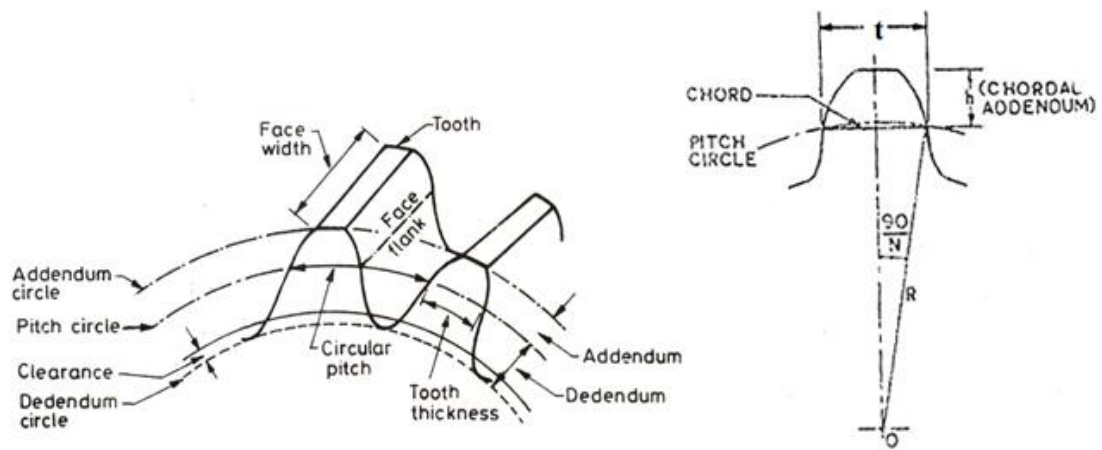 Face
width
Tooth
Face
flank
Addendum
circle
Pitch circle
Clearance
Dedendum
circle
Circular
pitch
Tooth
thickness
Addendum
Dedendum
t
CHORD
h
(CHORDAL
ADDENDUM)
PITCH
CIRCLE
90
N
R
O